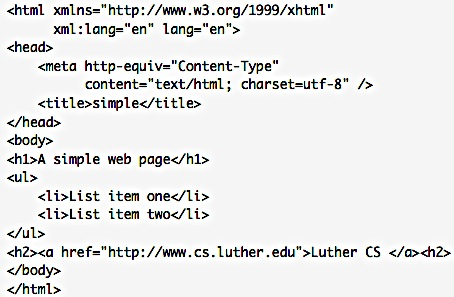 <html xmlns="http://www.w3.org/1999/xhtml"
xml:lang="en" lang="en">
<head>
<meta http-equiv="Content-Type"
content="text/html; charset=utf-8" />
<title>simple</title>
</head>
<body>
<h1>A simple web page</h1>
<ul>
<li>List item one</li>
<li>List item two</li>
</ul>
<h2><a href="http://www.cs.luther.edu">Luther CS </a><h2>
</body>
</html>